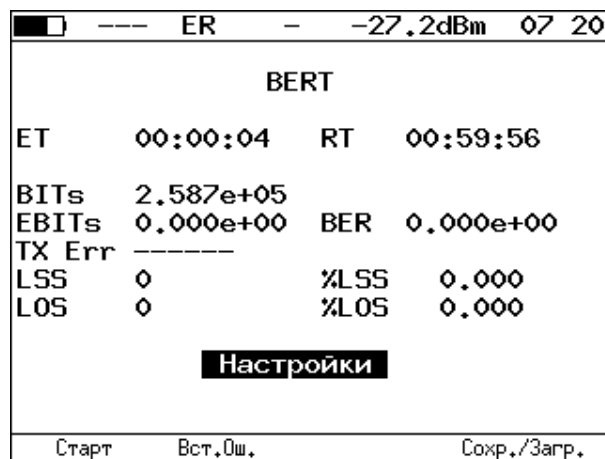 --- ER - -27.2dBm 07 20
BERT
ET 00:00:04 RT 00:59:56
BITs 2.587e+05
EBITs 0.000e+00 BER 0.000e+00
TX Err ------
LSS 0 %LSS 0.000
LOS 0 %LOS 0.000
Настройки
Старт Вст.Ош. Сохр./Загр.